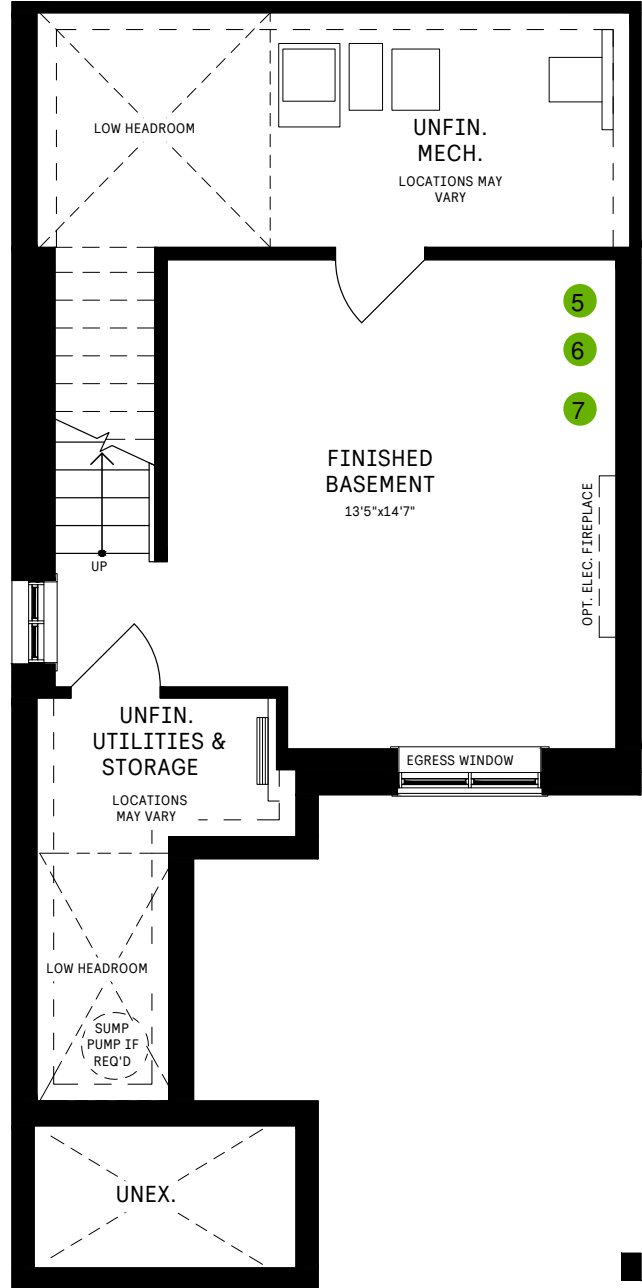 LOW HEADROOM
UNFIN.
MECH.
LOCATIONS MAY
VARY
5
6
7
FINISHED
BASEMENT
13'5"x14'7"
OPT. ELEC. FIREPLACE
UP
UNFIN.
UTILITIES &
STORAGE
LOCATIONS
MAY VARY
EGRESS WINDOW
LOW HEADROOM
SUMP
PUMP IF
REQ'D
UNEX.